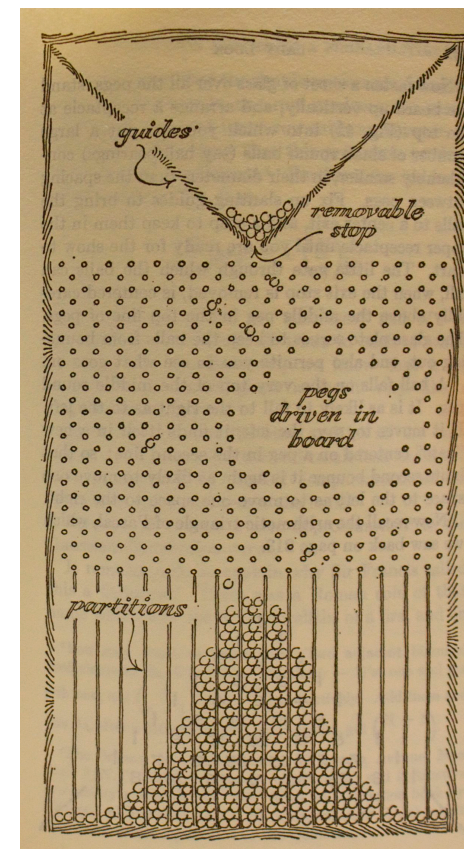 guides
removable
stop
pegs
driven in
board
partitions